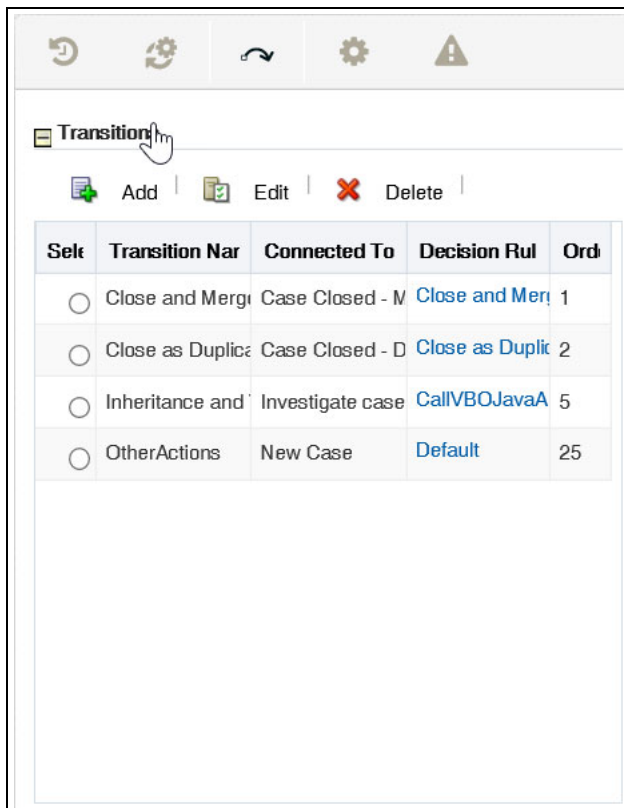 Transition
Add Edit Delete
Sele Transition Nar Connected To Decision Rul Ord
Close and Merg Case Closed - M Close and Merg 1
Close as Duplica Case Closed - D Close as Duplic 2
Inheritance and Investigate case CallVBOJavaA 5
OtherActions New Case Default 25